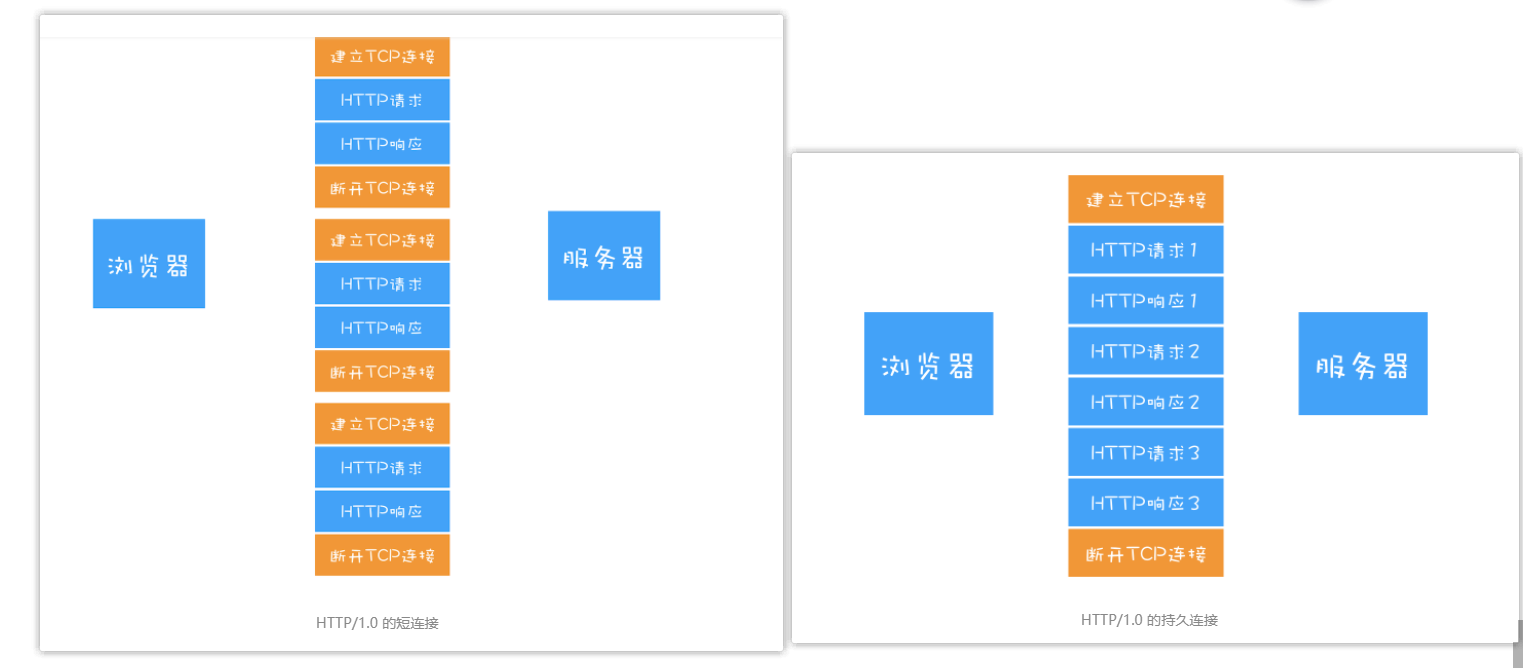 建立TCP连接
HTTP请求
HTTP响应
断开TCP连接
建立TCP连接
HTTP请求
HTTP响应
断开TCP连接
建立TCP连接
HTTP请求
HTTP响应
断开TCP连接
浏览器
服务器
HTTP/1.0 的短连接
建立TCP连接
HTTP请求1
HTTP响应1
HTTP请求2
HTTP响应2
HTTP请求3
HTTP响应3
断开TCP连接
浏览器
服务器
HTTP/1.0 的持久连接